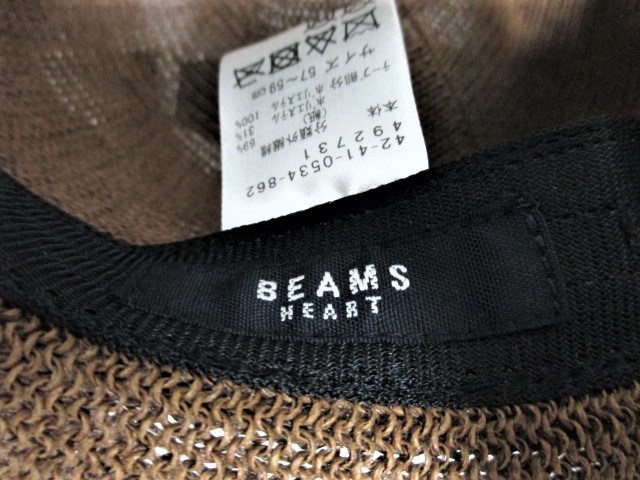 BEAMS
HEART
42-41-0534-862
492731
本体 分類外繊維 69%
(紙)
ポリエステル 31%
テープ部分 ポリエステル 100%
サイズ 57～59cm